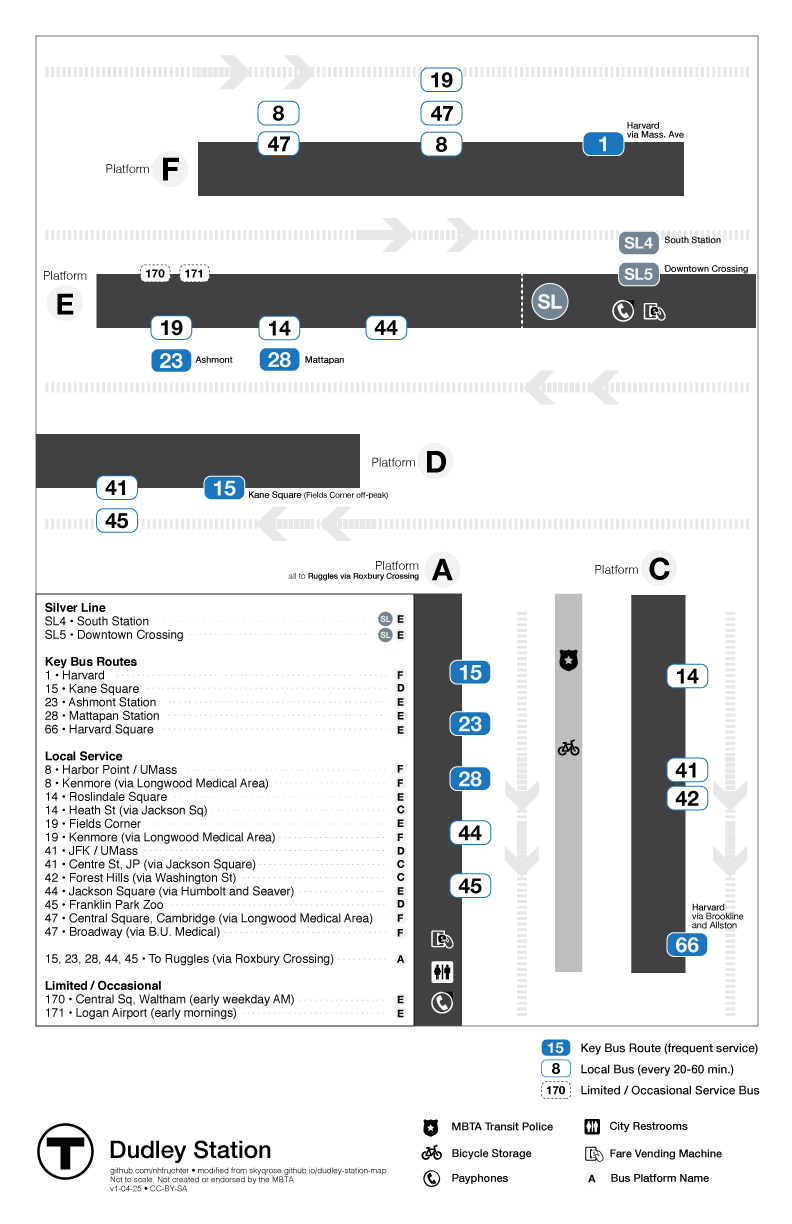 19
8
47
47
8
1
Harvard
via Mass. Ave
Platform F
SL4 South Station
SL5 Downtown Crossing
Platform
E
170 171
SL
19 14 44
23 Ashmont 28 Mattapan
Platform D
41 15 Kane Square (Fields Corner off-peak)
45
Platform
all to Ruggles via Roxbury Crossing
A
Platform C
Silver Line
SL4 • South Station SL E
SL5 • Downtown Crossing SL E
Key Bus Routes
1 • Harvard F
15 • Kane Square D
23 • Ashmont Station E
28 • Mattapan Station E
66 • Harvard Square E
Local Service
8 • Harbor Point / UMass F
8 • Kenmore (via Longwood Medical Area) F
14 • Roslindale Square E
14 • Heath St (via Jackson Sq) C
19 • Fields Corner E
19 • Kenmore (via Longwood Medical Area) F
41 • JFK / UMass D
41 • Centre St, JP (via Jackson Square) C
42 • Forest Hills (via Washington St) C
44 • Jackson Square (via Humbolt and Seaver) E
45 • Franklin Park Zoo D
47 • Central Square, Cambridge (via Longwood Medical Area) F
47 • Broadway (via B.U. Medical) F
15, 23, 28, 44, 45 • To Ruggles (via Roxbury Crossing) A
Limited / Occasional
170 • Central Sq, Waltham (early weekday AM) E
171 • Logan Airport (early mornings) E
15
23
28
44
45
14
41
42
Harvard
via Brookline
and Allston
66
15 Key Bus Route (frequent service)
8 Local Bus (every 20-60 min.)
170 Limited / Occasional Service Bus
T
Dudley Station
github.com/nhfruchter • modified from skyqrose.github.io/dudley-station-map
Not to scale. Not created or endorsed by the MBTA.
v1-04-25 • CC-BY-SA
MBTA Transit Police
Bicycle Storage
Payphones
City Restrooms
Fare Vending Machine
A Bus Platform Name